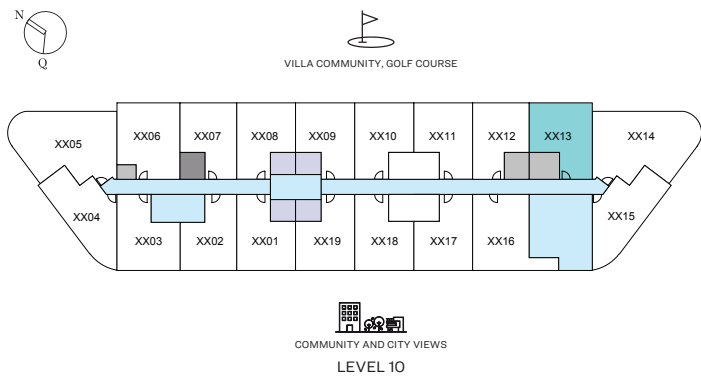 N
Q
VILLA COMMUNITY, GOLF COURSE
XX05
XX06
XX07
XX08
XX09
XX10
XX11
XX12
XX13
XX14
XX04
XX03
XX02
XX01
XX19
XX18
XX17
XX16
XX15
COMMUNITY AND CITY VIEWS
LEVEL 10